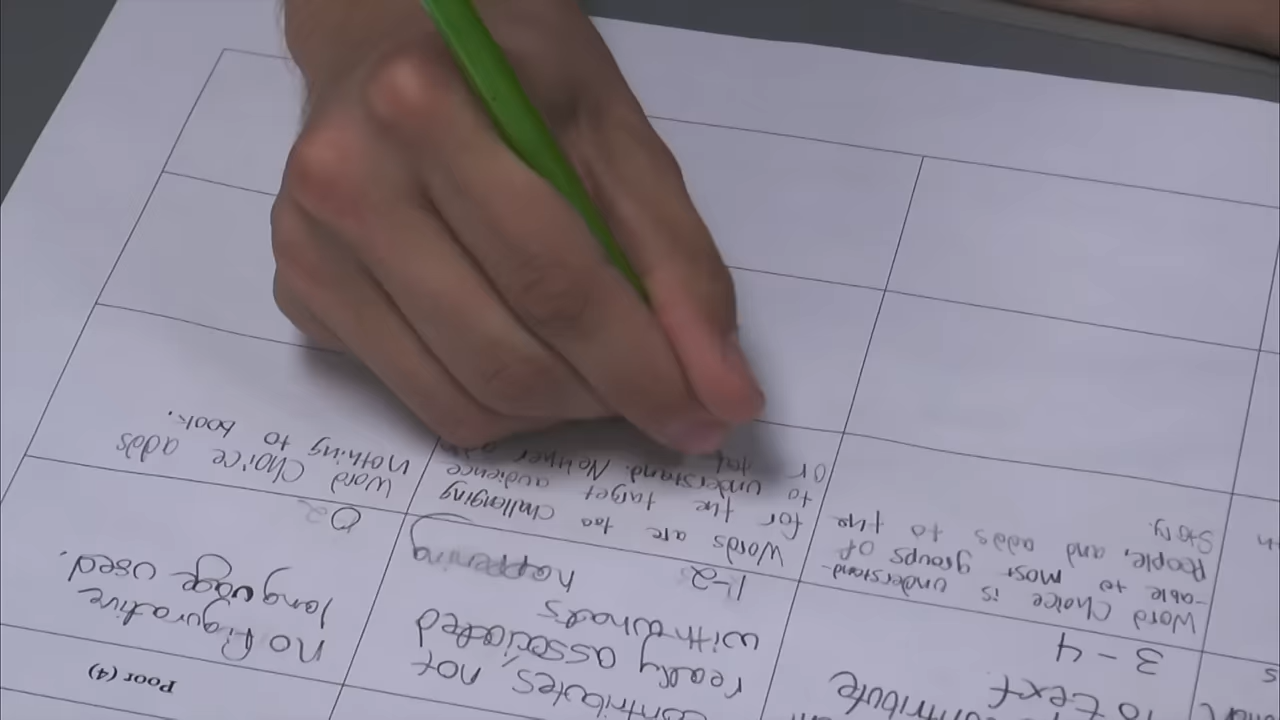 Poor (4)
contribute
to text
3-4
contributes, not
really associated
with whats
happening
1-2
no figurative
language used.
0
Word Choice is understand-
-able to most groups of
people, and adds to the
Story.
Words are too challenging
for the target audience
to understand. Neither
or
Word Choice adds
nothing to book.